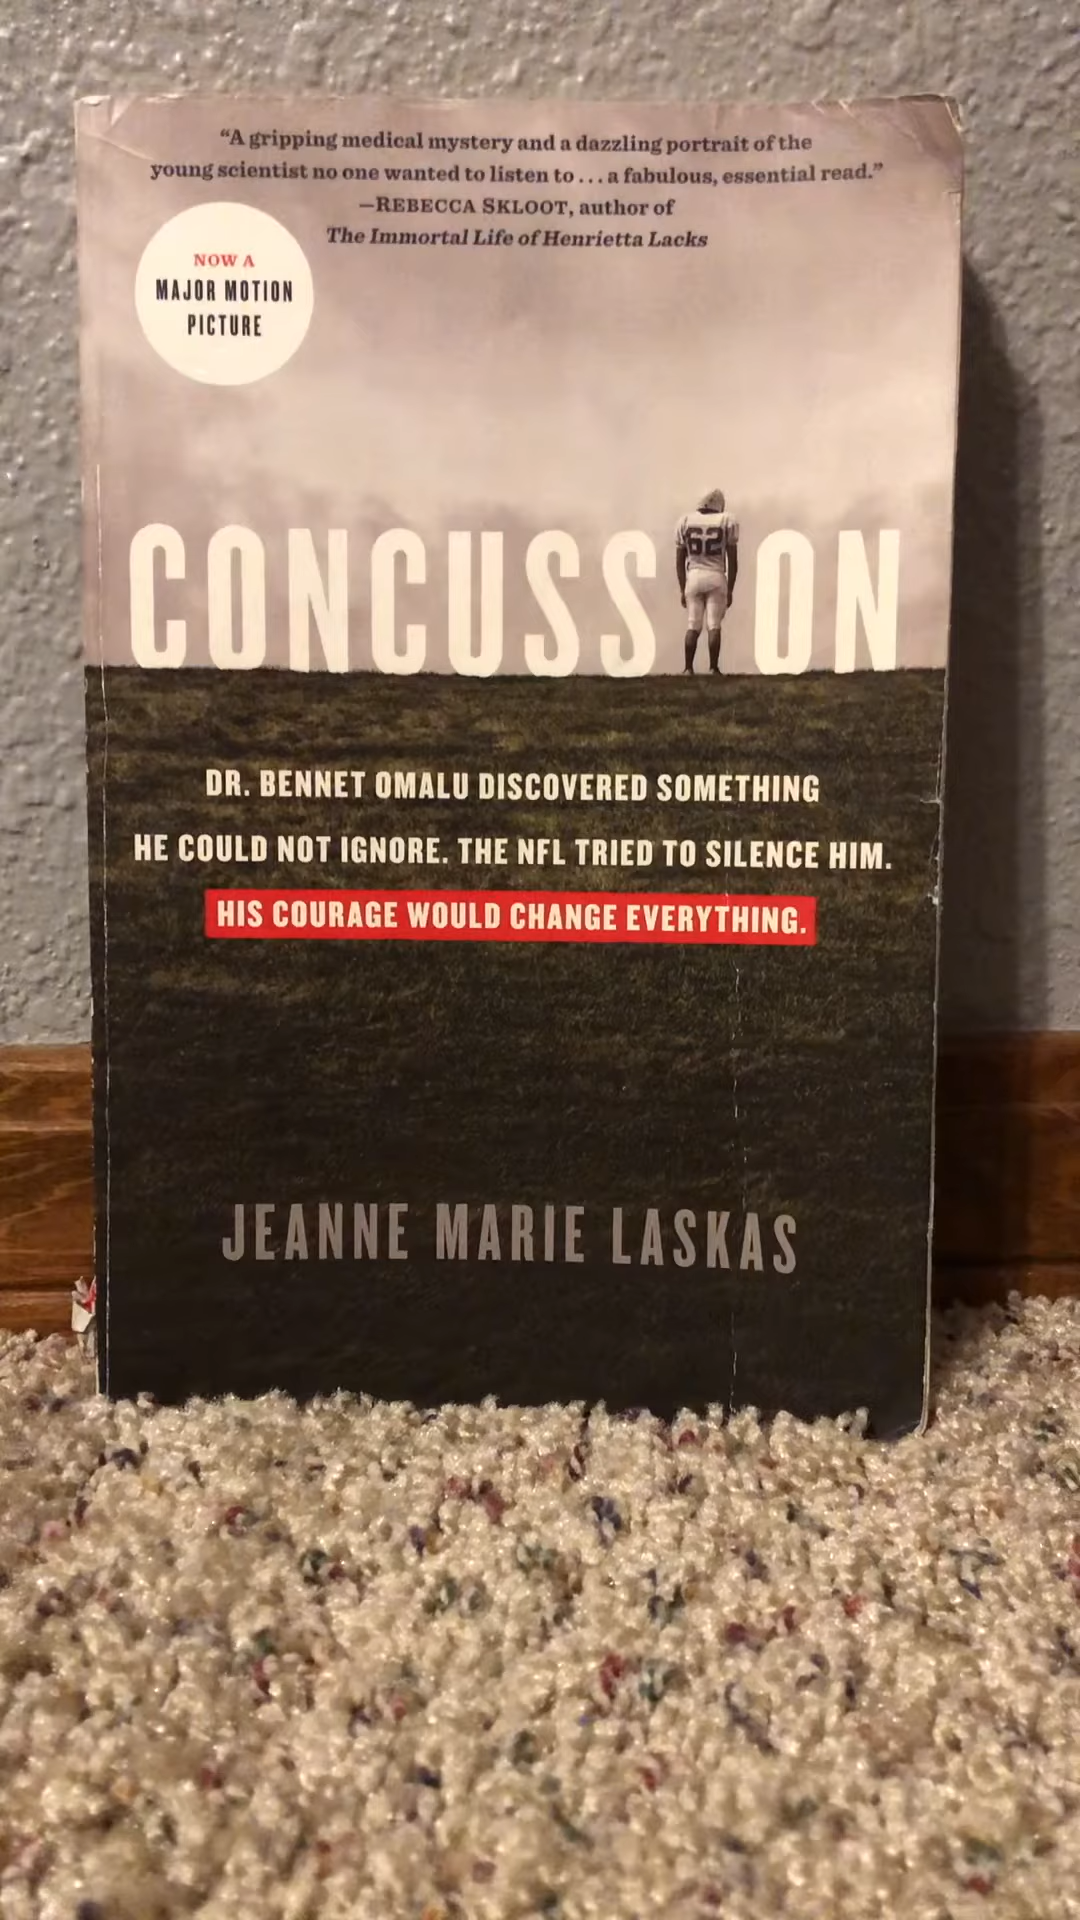 “A gripping medical mystery and a dazzling portrait of the
young scientist no one wanted to listen to . . . a fabulous, essential read.”
—REBECCA SKLOOT, author of
The Immortal Life of Henrietta Lacks
NOW A
MAJOR MOTION
PICTURE
CONCUSSION
62
DR. BENNET OMALU DISCOVERED SOMETHING
HE COULD NOT IGNORE. THE NFL TRIED TO SILENCE HIM.
HIS COURAGE WOULD CHANGE EVERYTHING.
JEANNE MARIE LASKAS